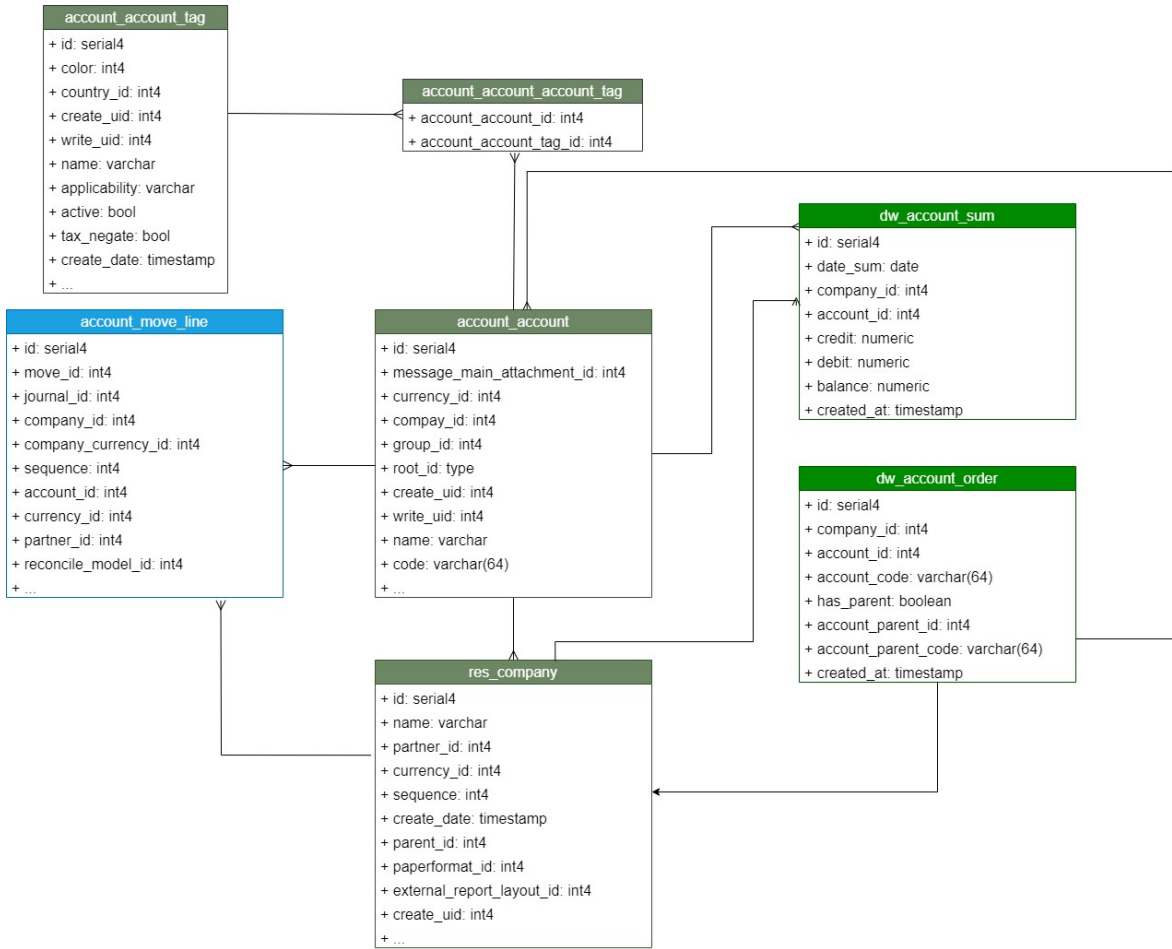 account_account_tag
+ id: serial4
+ color: int4
+ country_id: int4
+ create_uid: int4
+ write_uid: int4
+ name: varchar
+ applicability: varchar
+ active: bool
+ tax_negate: bool
+ create_date: timestamp
+ ...
account_account_account_tag
+ account_account_id: int4
+ account_account_tag_id: int4
dw_account_sum
+ id: serial4
+ date_sum: date
+ company_id: int4
+ account_id: int4
+ credit: numeric
+ debit: numeric
+ balance: numeric
+ created_at: timestamp
account_move_line
+ id: serial4
+ move_id: int4
+ journal_id: int4
+ company_id: int4
+ company_currency_id: int4
+ sequence: int4
+ account_id: int4
+ currency_id: int4
+ partner_id: int4
+ reconcile_model_id: int4
+ ...
account_account
+ id: serial4
+ message_main_attachment_id: int4
+ currency_id: int4
+ compay_id: int4
+ group_id: int4
+ root_id: type
+ create_uid: int4
+ write_uid: int4
+ name: varchar
+ code: varchar(64)
+ ...
dw_account_order
+ id: serial4
+ company_id: int4
+ account_id: int4
+ account_code: varchar(64)
+ has_parent: boolean
+ account_parent_id: int4
+ account_parent_code: varchar(64)
+ created_at: timestamp
res_company
+ id: serial4
+ name: varchar
+ partner_id: int4
+ currency_id: int4
+ sequence: int4
+ create_date: timestamp
+ parent_id: int4
+ paperformat_id: int4
+ external_report_layout_id: int4
+ create_uid: int4
+ ...